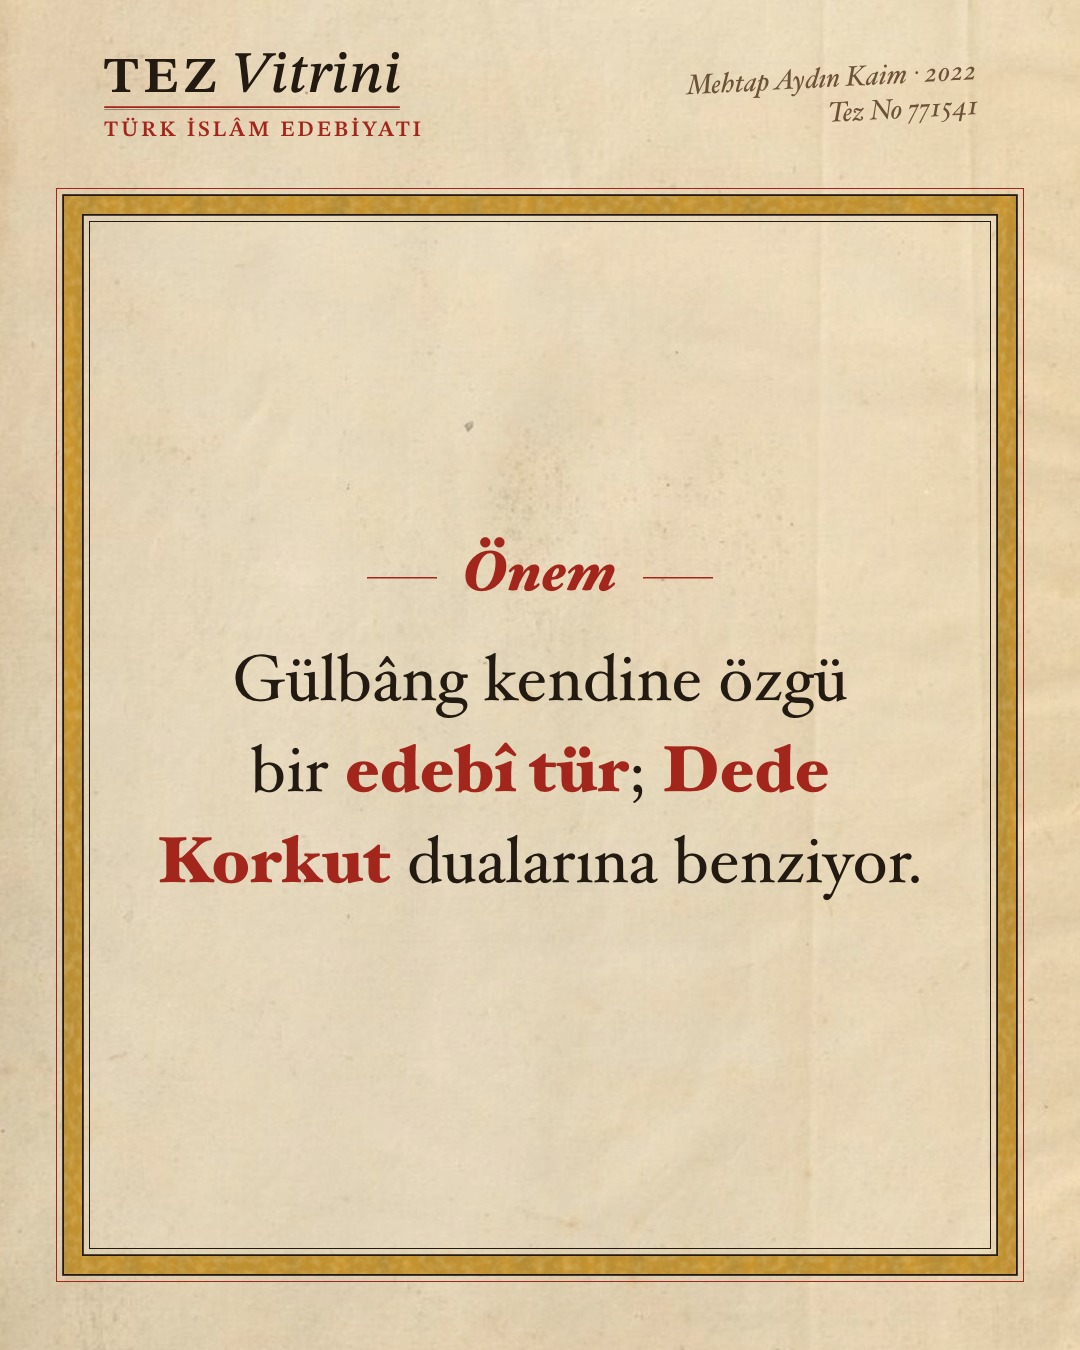 TEZ Vitrini
TÜRK İSLÂM EDEBİYATI
Mehtap Aydın Kaim · 2022
Tez No 771541
Önem
Gülbâng kendine özgü
bir edebî tür; Dede
Korkut dualarına benziyor.